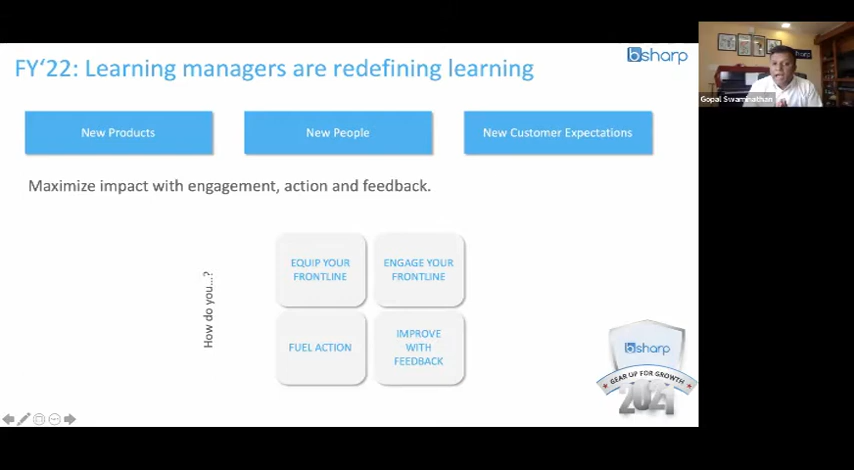 FY'22: Learning managers are redefining learning
bsharp
Gopal Swaminathan
New Products
New People
New Customer Expectations
Maximize impact with engagement, action and feedback.
How do you...?
EQUIP YOUR
FRONTLINE
ENGAGE YOUR
FRONTLINE
FUEL ACTION
IMPROVE
WITH
FEEDBACK
bsharp
GEAR UP FOR GROWTH
2021